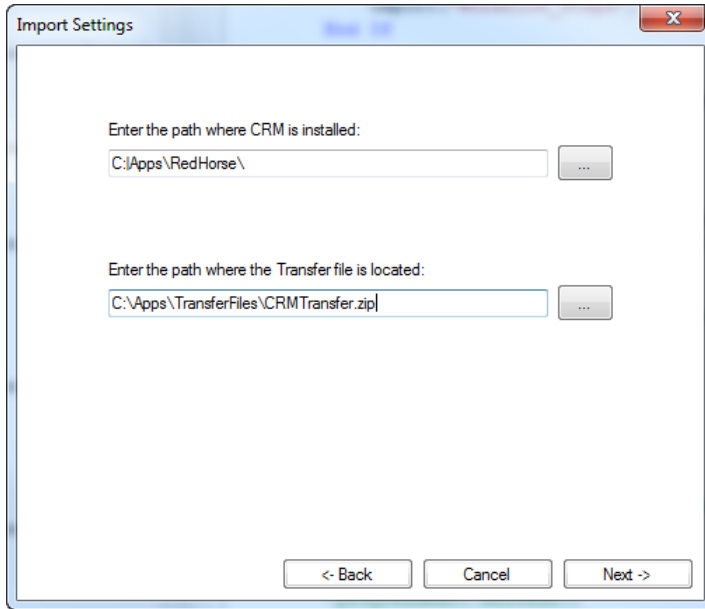 Import Settings
Enter the path where CRM is installed:
C:|Apps\RedHorse\
...
Enter the path where the Transfer file is located:
C:\Apps\TransferFiles\CRMTransfer.zip
...
<- Back
Cancel
Next ->